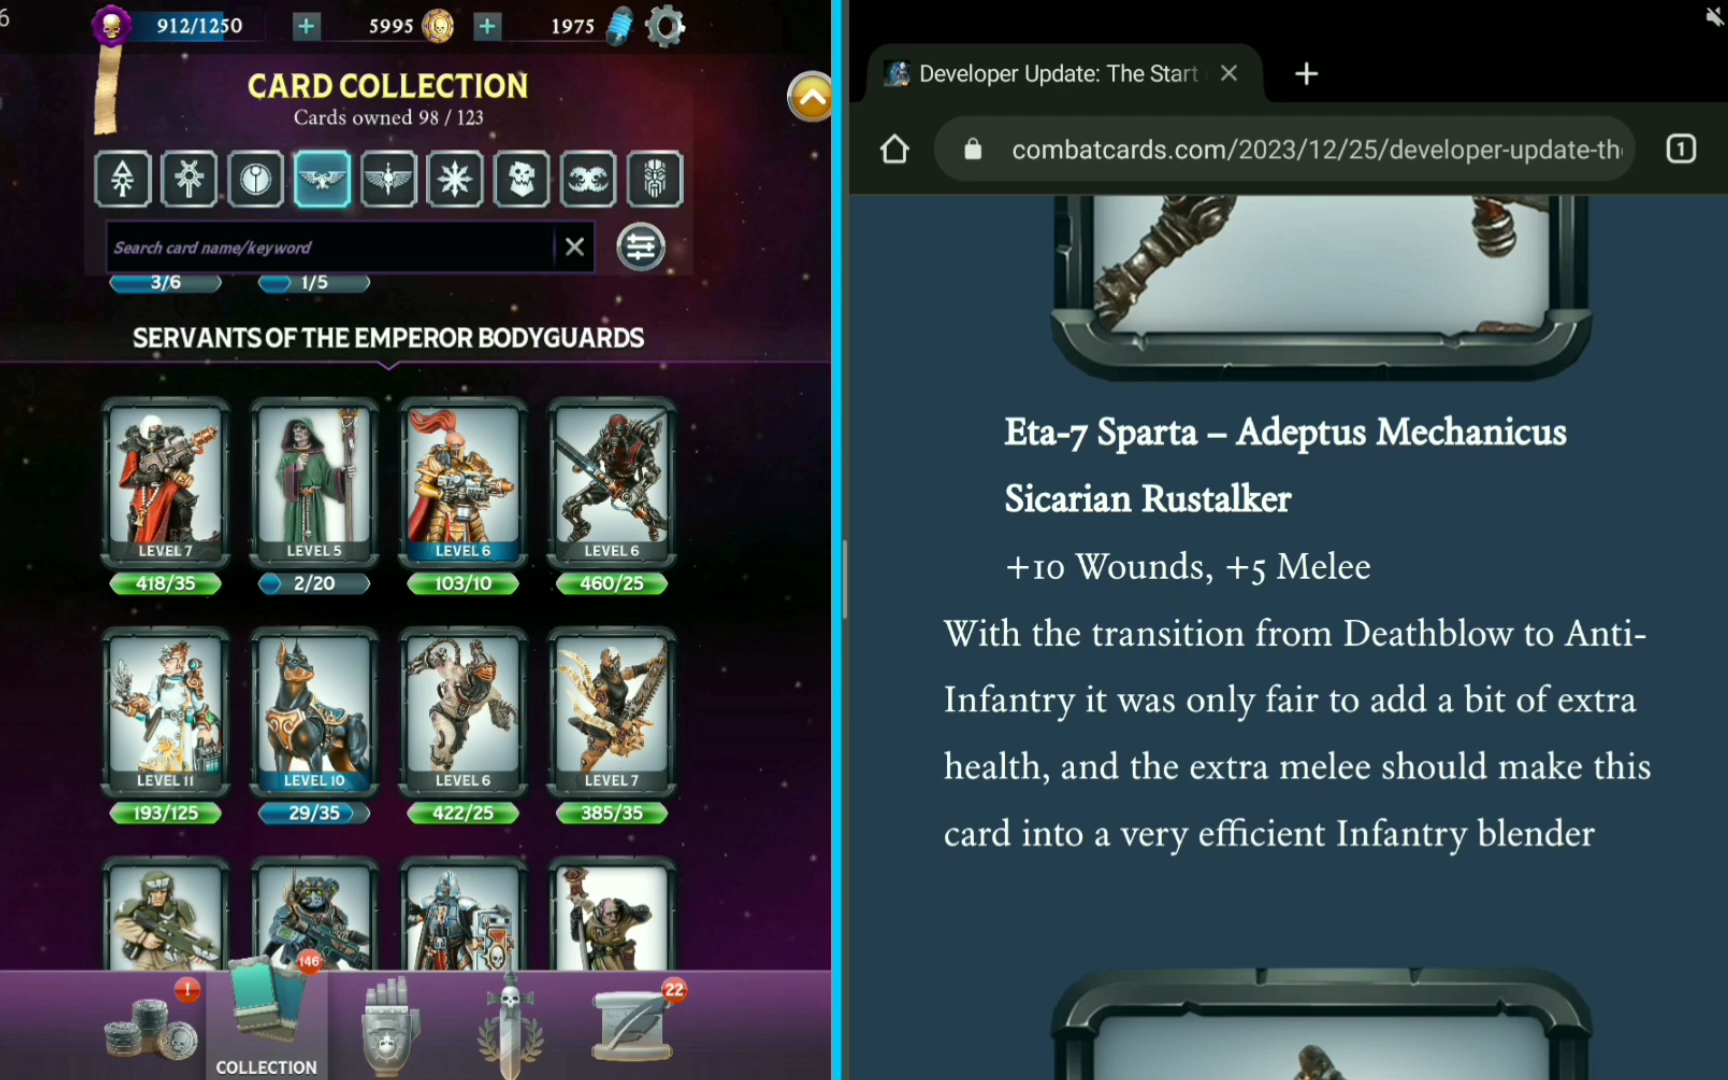 6
912/1250
5995
1975
CARD COLLECTION
Cards owned 98 / 123
Search card name/keyword
3/6
1/5
SERVANTS OF THE EMPEROR BODYGUARDS
LEVEL 7
LEVEL 5
LEVEL 6
LEVEL 6
418/35
2/20
103/10
460/25
LEVEL 11
LEVEL 10
LEVEL 6
LEVEL 7
193/125
29/35
422/25
385/35
!
146
22
COLLECTION
Developer Update: The Start
combatcards.com/2023/12/25/developer-update-th
1
Eta-7 Sparta – Adeptus Mechanicus
Sicarian Rustalker
+10 Wounds, +5 Melee
With the transition from Deathblow to Anti-
Infantry it was only fair to add a bit of extra
health, and the extra melee should make this
card into a very efficient Infantry blender